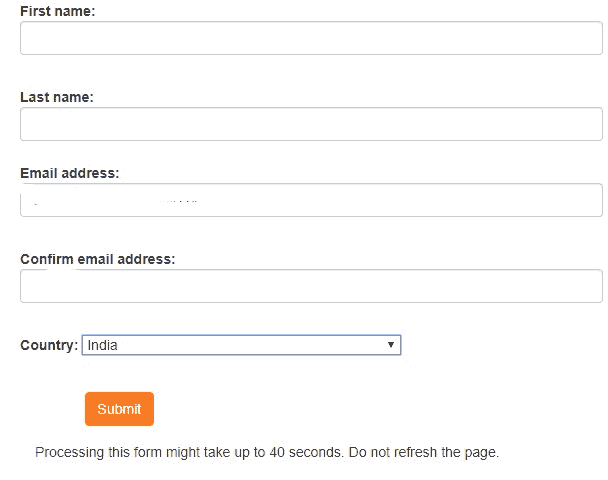 First name:
Last name:
Email address:
Confirm email address:
Country: India
Submit
Processing this form might take up to 40 seconds. Do not refresh the page.